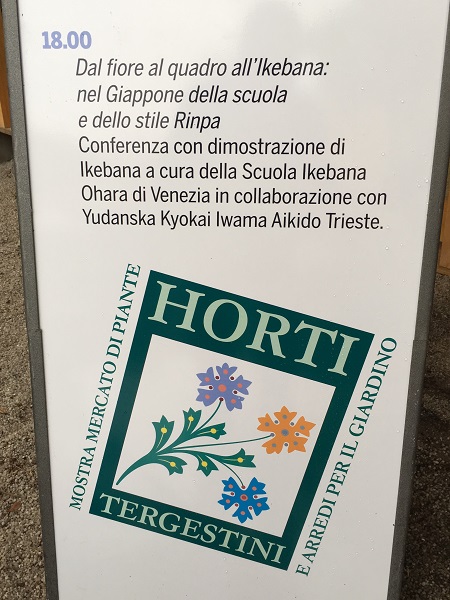 18.00
Dal fiore al quadro all'Ikebana:
nel Giappone della scuola
e dello stile Rinpa
Conferenza con dimostrazione di
Ikebana a cura della Scuola Ikebana
Ohara di Venezia in collaborazione con
Yudanska Kyokai Iwama Aikido Trieste.
MOSTRA MERCATO DI PIANTE
HORTI
TERGESTINI
E ARREDI PER IL GIARDINO